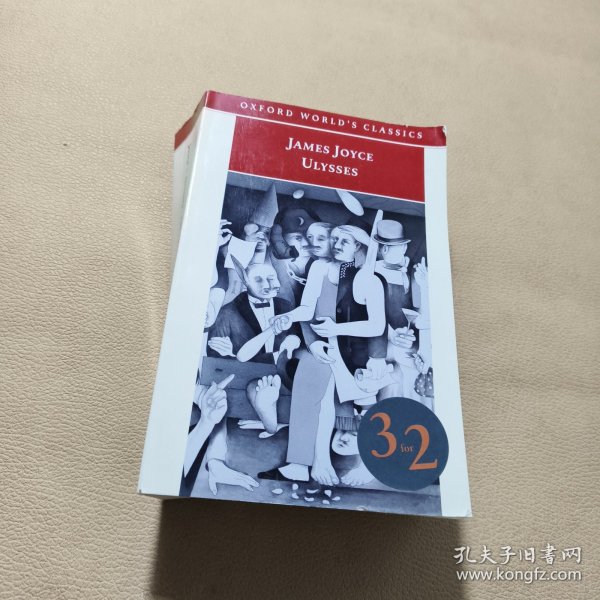 OXFORD WORLD'S CLASSICS
JAMES JOYCE
ULYSSES
3 for 2
孔夫子旧书网
www.kongfz.com